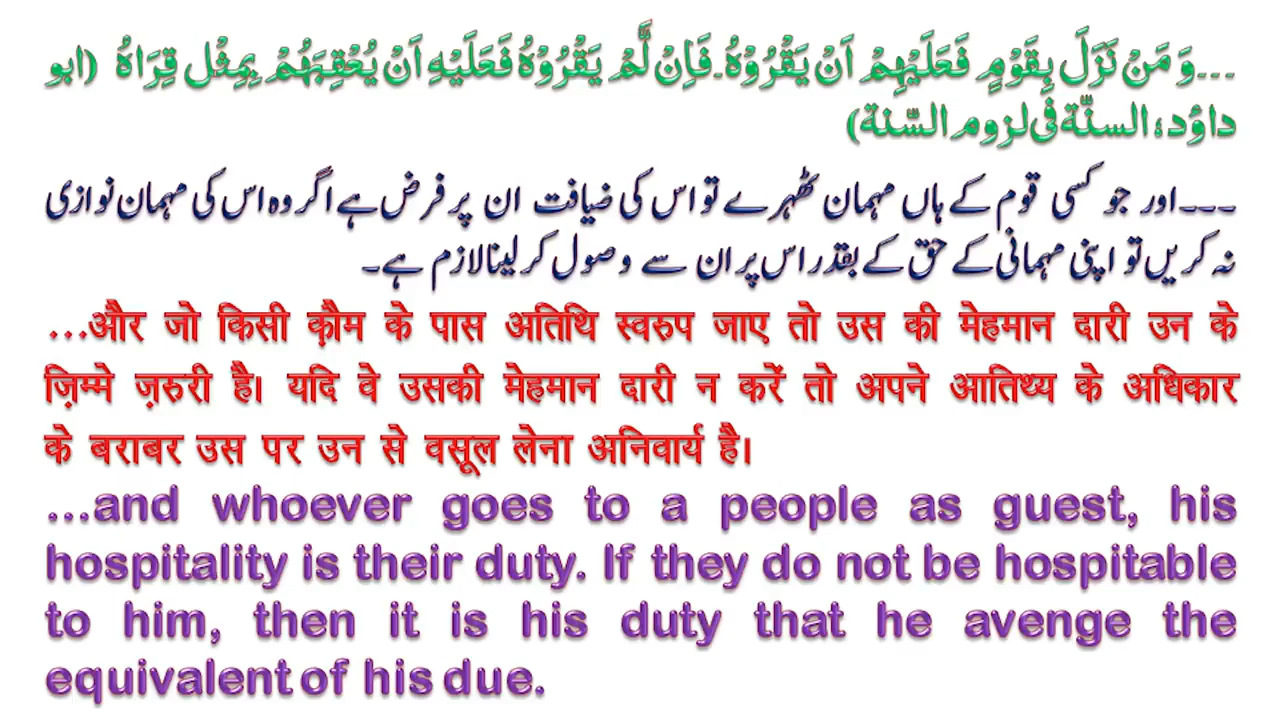 ۔۔۔وَ مَنْ نَزَلَ بِقَوْمٍ فَعَلَيْهِمْ اَنْ يَقْرُوْهُ۔ فَاِنْ لَّمْ يَقْرُوْهُ فَعَلَيْهِ اَنْ يُعْقِبَهُمْ بِمِثْلِ قِرَاهُ (ابو
داؤد، السنّة فی لزوم السّنة)
۔۔۔اور جو کسی قوم کے ہاں مہمان ٹھہرے تو اس کی ضیافت ان پر فرض ہے اگر وہ اس کی مہمان نوازی
نہ کریں تو اپنی مہمانی کے حق کے بقدر اس پر ان سے وصول کر لینا لازم ہے۔
...और जो किसी क़ौम के पास अतिथि स्वरुप जाए तो उस की मेहमान दारी उन के
ज़िम्मे ज़रुरी है। यदि वे उसकी मेहमान दारी न करें तो अपने आतिथ्य के अधिकार
के बराबर उस पर उन से वसूल लेना अनिवार्य है।
...and whoever goes to a people as guest, his
hospitality is their duty. If they do not be hospitable
to him, then it is his duty that he avenge the
equivalent of his due.